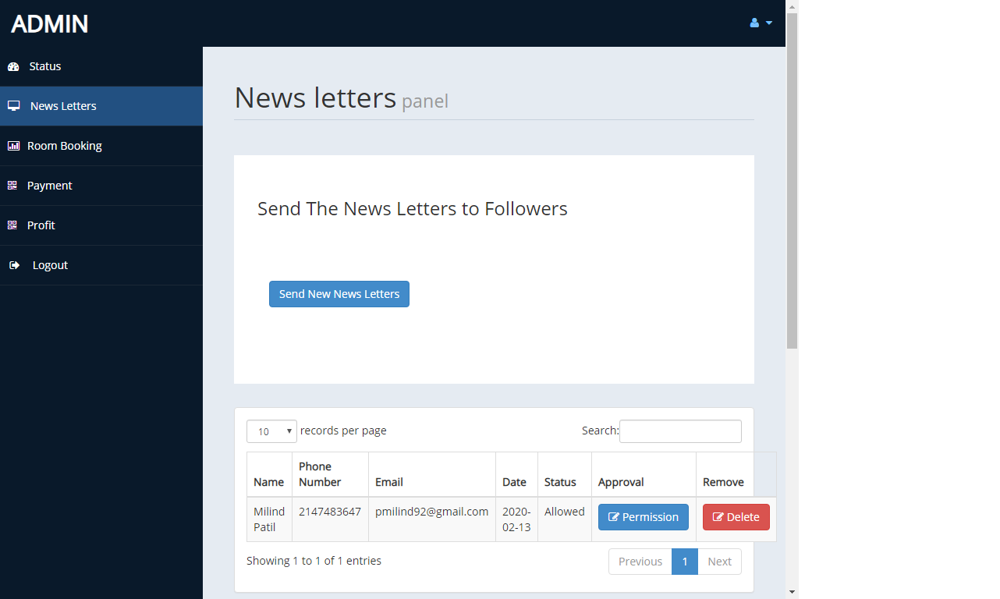 ADMIN
Status
News Letters
Room Booking
Payment
Profit
Logout
News letters panel
Send The News Letters to Followers
Send New News Letters
10 records per page
Search:
Name Phone Number Email Date Status Approval Remove
Milind Patil 2147483647 pmilind92@gmail.com 2020-02-13 Allowed Permission Delete
Showing 1 to 1 of 1 entries
Previous 1 Next